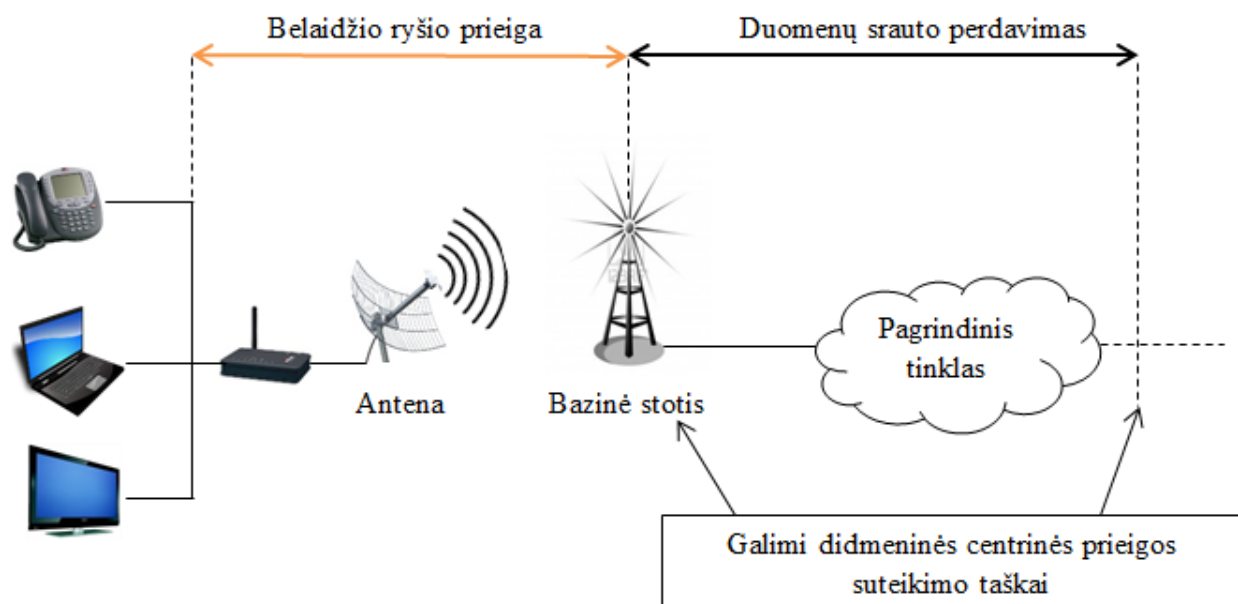 Belaidžio ryšio prieiga
Duomenų srauto perdavimas
Antena
Bazinė stotis
Pagrindinis
tinklas
Galimi didmeninės centrinės prieigos
suteikimo taškai